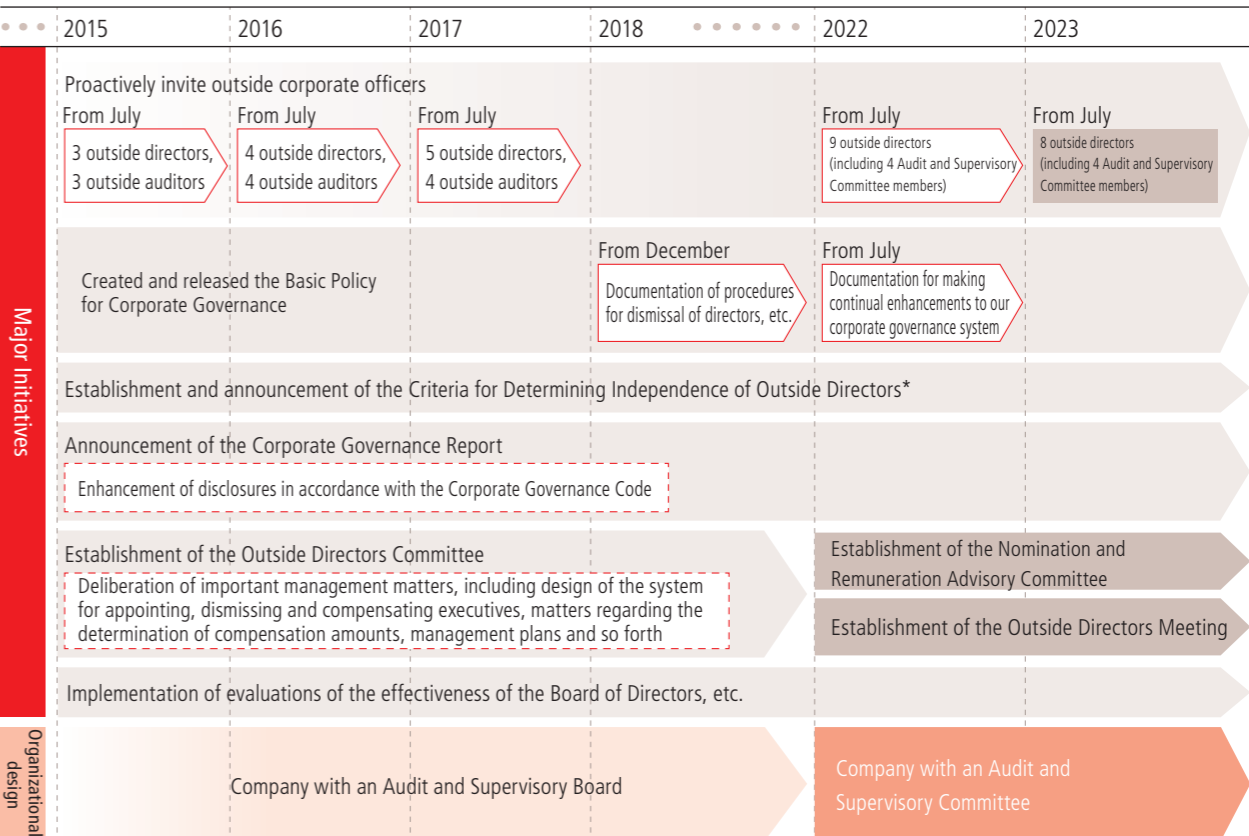 2015 2016 2017 2018 2022 2023
Major Initiatives
Proactively invite outside corporate officers
From July
3 outside directors,
3 outside auditors
From July
4 outside directors,
4 outside auditors
From July
5 outside directors,
4 outside auditors
From July
9 outside directors
(including 4 Audit and Supervisory
Committee members)
From July
8 outside directors
(including 4 Audit and Supervisory
Committee members)
Created and released the Basic Policy
for Corporate Governance
From December
Documentation of procedures
for dismissal of directors, etc.
From July
Documentation for making
continual enhancements to our
corporate governance system
Establishment and announcement of the Criteria for Determining Independence of Outside Directors*
Announcement of the Corporate Governance Report
Enhancement of disclosures in accordance with the Corporate Governance Code
Establishment of the Outside Directors Committee
Deliberation of important management matters, including design of the system
for appointing, dismissing and compensating executives, matters regarding the
determination of compensation amounts, management plans and so forth
Establishment of the Nomination and
Remuneration Advisory Committee
Establishment of the Outside Directors Meeting
Implementation of evaluations of the effectiveness of the Board of Directors, etc.
Organizational
design
Company with an Audit and Supervisory Board
Company with an Audit and
Supervisory Committee